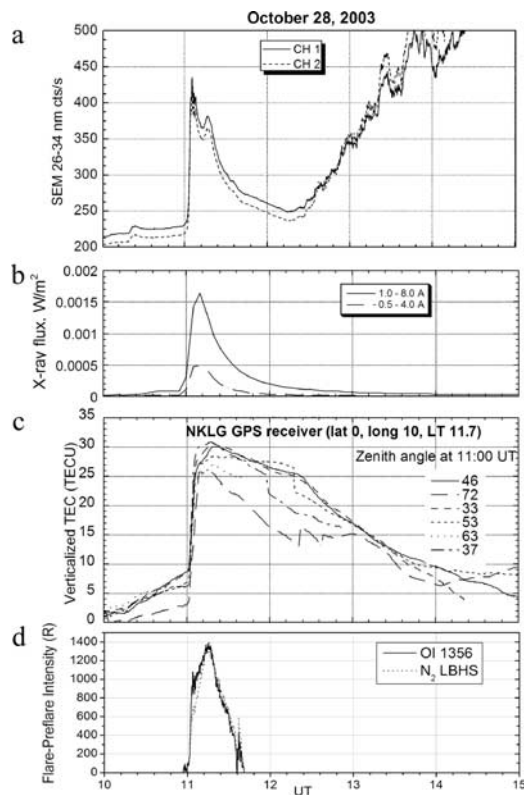 October 28, 2003
a
CH 1
CH 2
SEM 26-34 nm cts/s
500
450
400
350
300
250
200
11
12
13
14
b
X-ray flux. W/m²
0.002
0.0015
0.001
0.0005
0
1.0 - 8.0 A
0.5 - 4.0 A
c
Verticalized TEC (TECU)
35
30
25
20
15
10
5
0
NKLG GPS receiver (lat 0, long 10, LT 11.7)
Zenith angle at 11:00 UT
46
72
33
53
63
37
d
Flare-Preflare Intensity (R)
1400
1200
1000
800
600
400
200
0
OI 1356
N₂ LBHS
10
11
12
13
14
15
UT